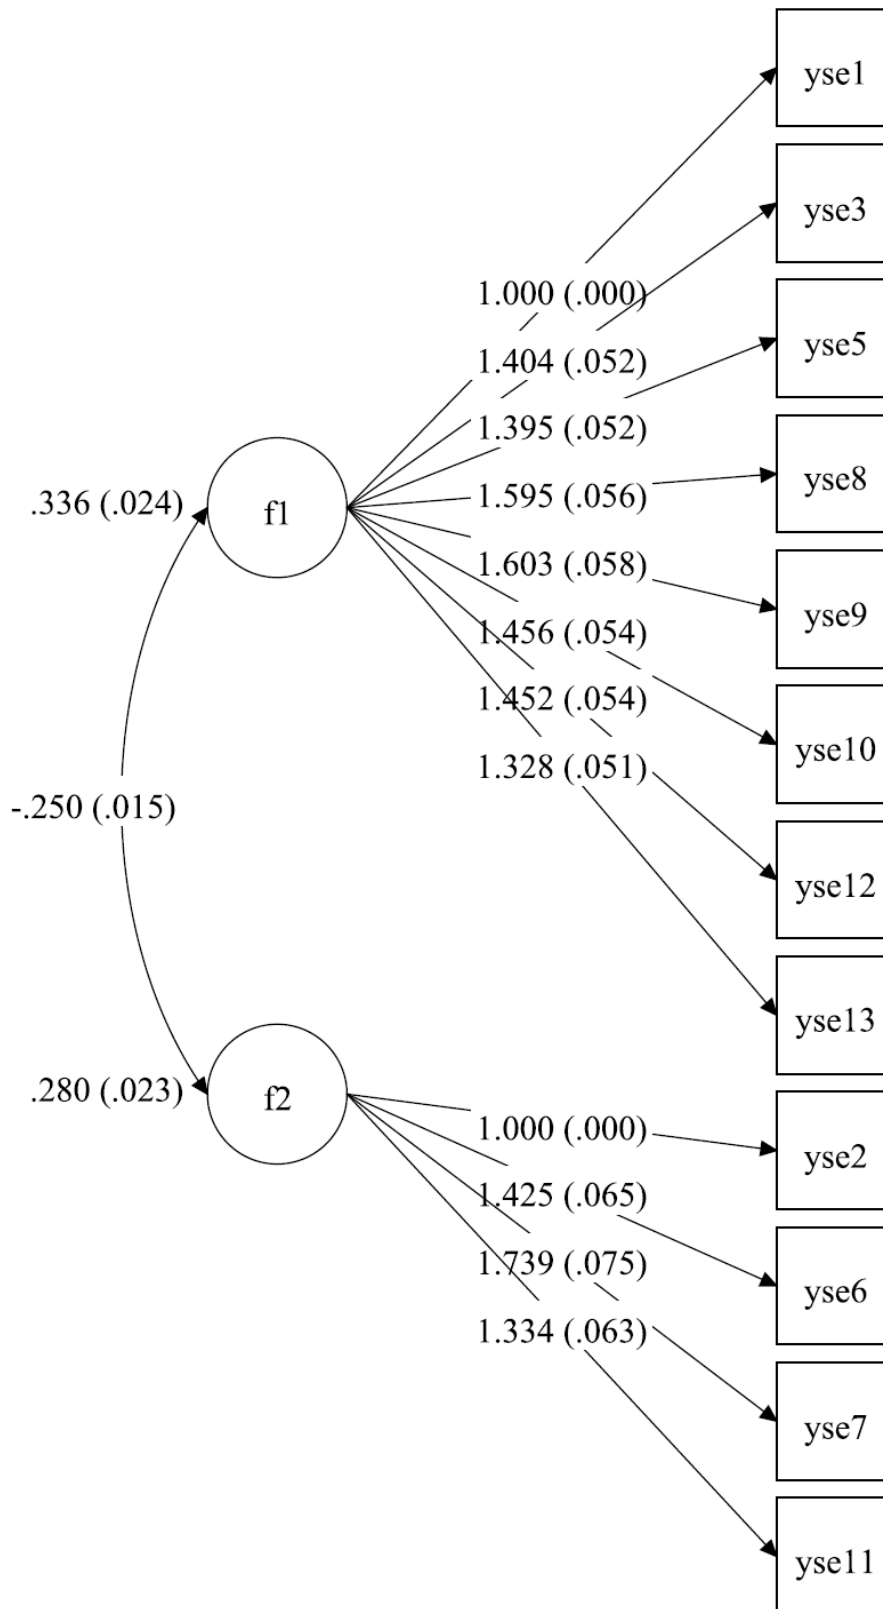 yse1
yse3
1.000 (.000)
yse5
1.404 (.052)
1.395 (.052)
yse8
1.595 (.056)
.336 (.024)
f1
1.603 (.058)
yse9
1.456 (.054)
1.452 (.054)
yse10
1.328 (.051)
-.250 (.015)
yse12
yse13
.280 (.023)
f2
1.000 (.000)
yse2
1.425 (.065)
1.739 (.075)
yse6
1.334 (.063)
yse7
yse11